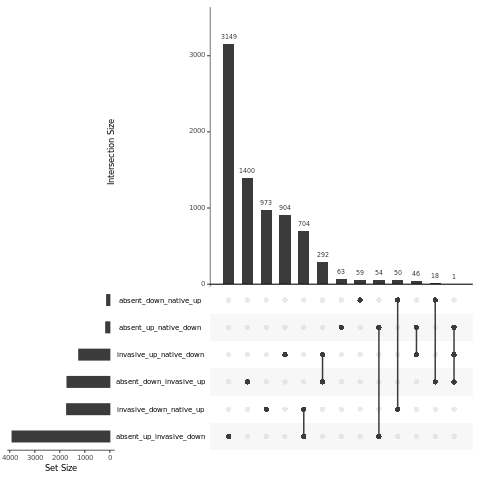 3149
3000
Intersection Size
2000
1400
973
904
1000
704
292
63 59 54 50 46 18 1
0
absent_down_native_up
absent_up_native_down
invasive_up_native_down
absent_down_invasive_up
invasive_down_native_up
absent_up_invasive_down
4000 3000 2000 1000 0
Set Size